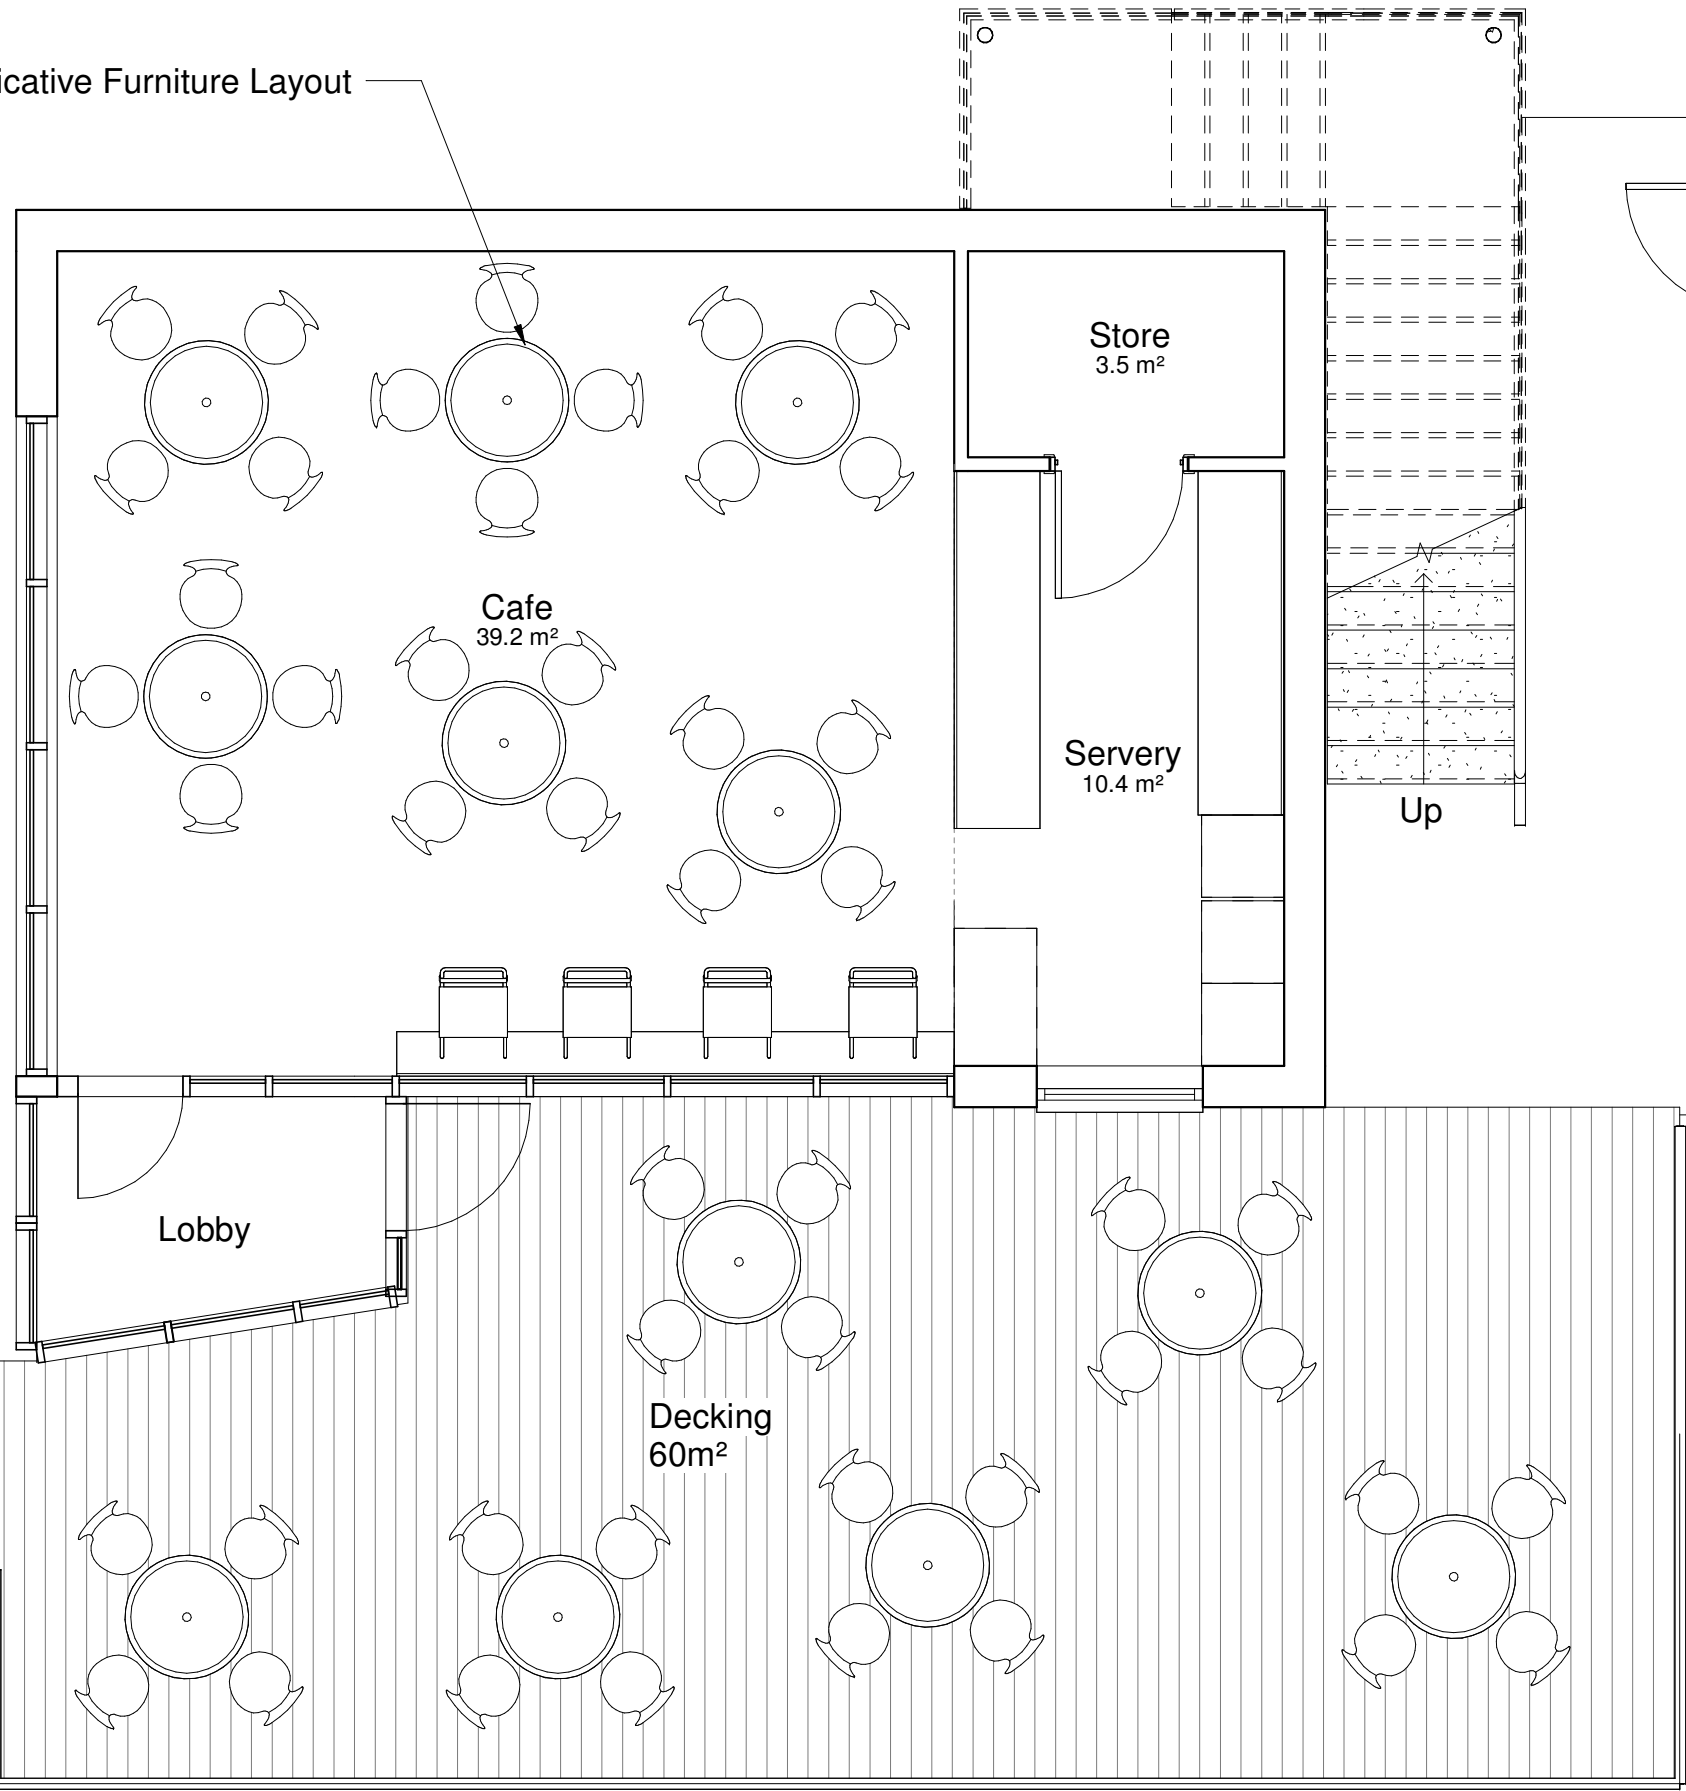 icative Furniture Layout
Store
3.5 m²
Cafe
39.2 m²
Servery
10.4 m²
Up
Lobby
Decking
60m²